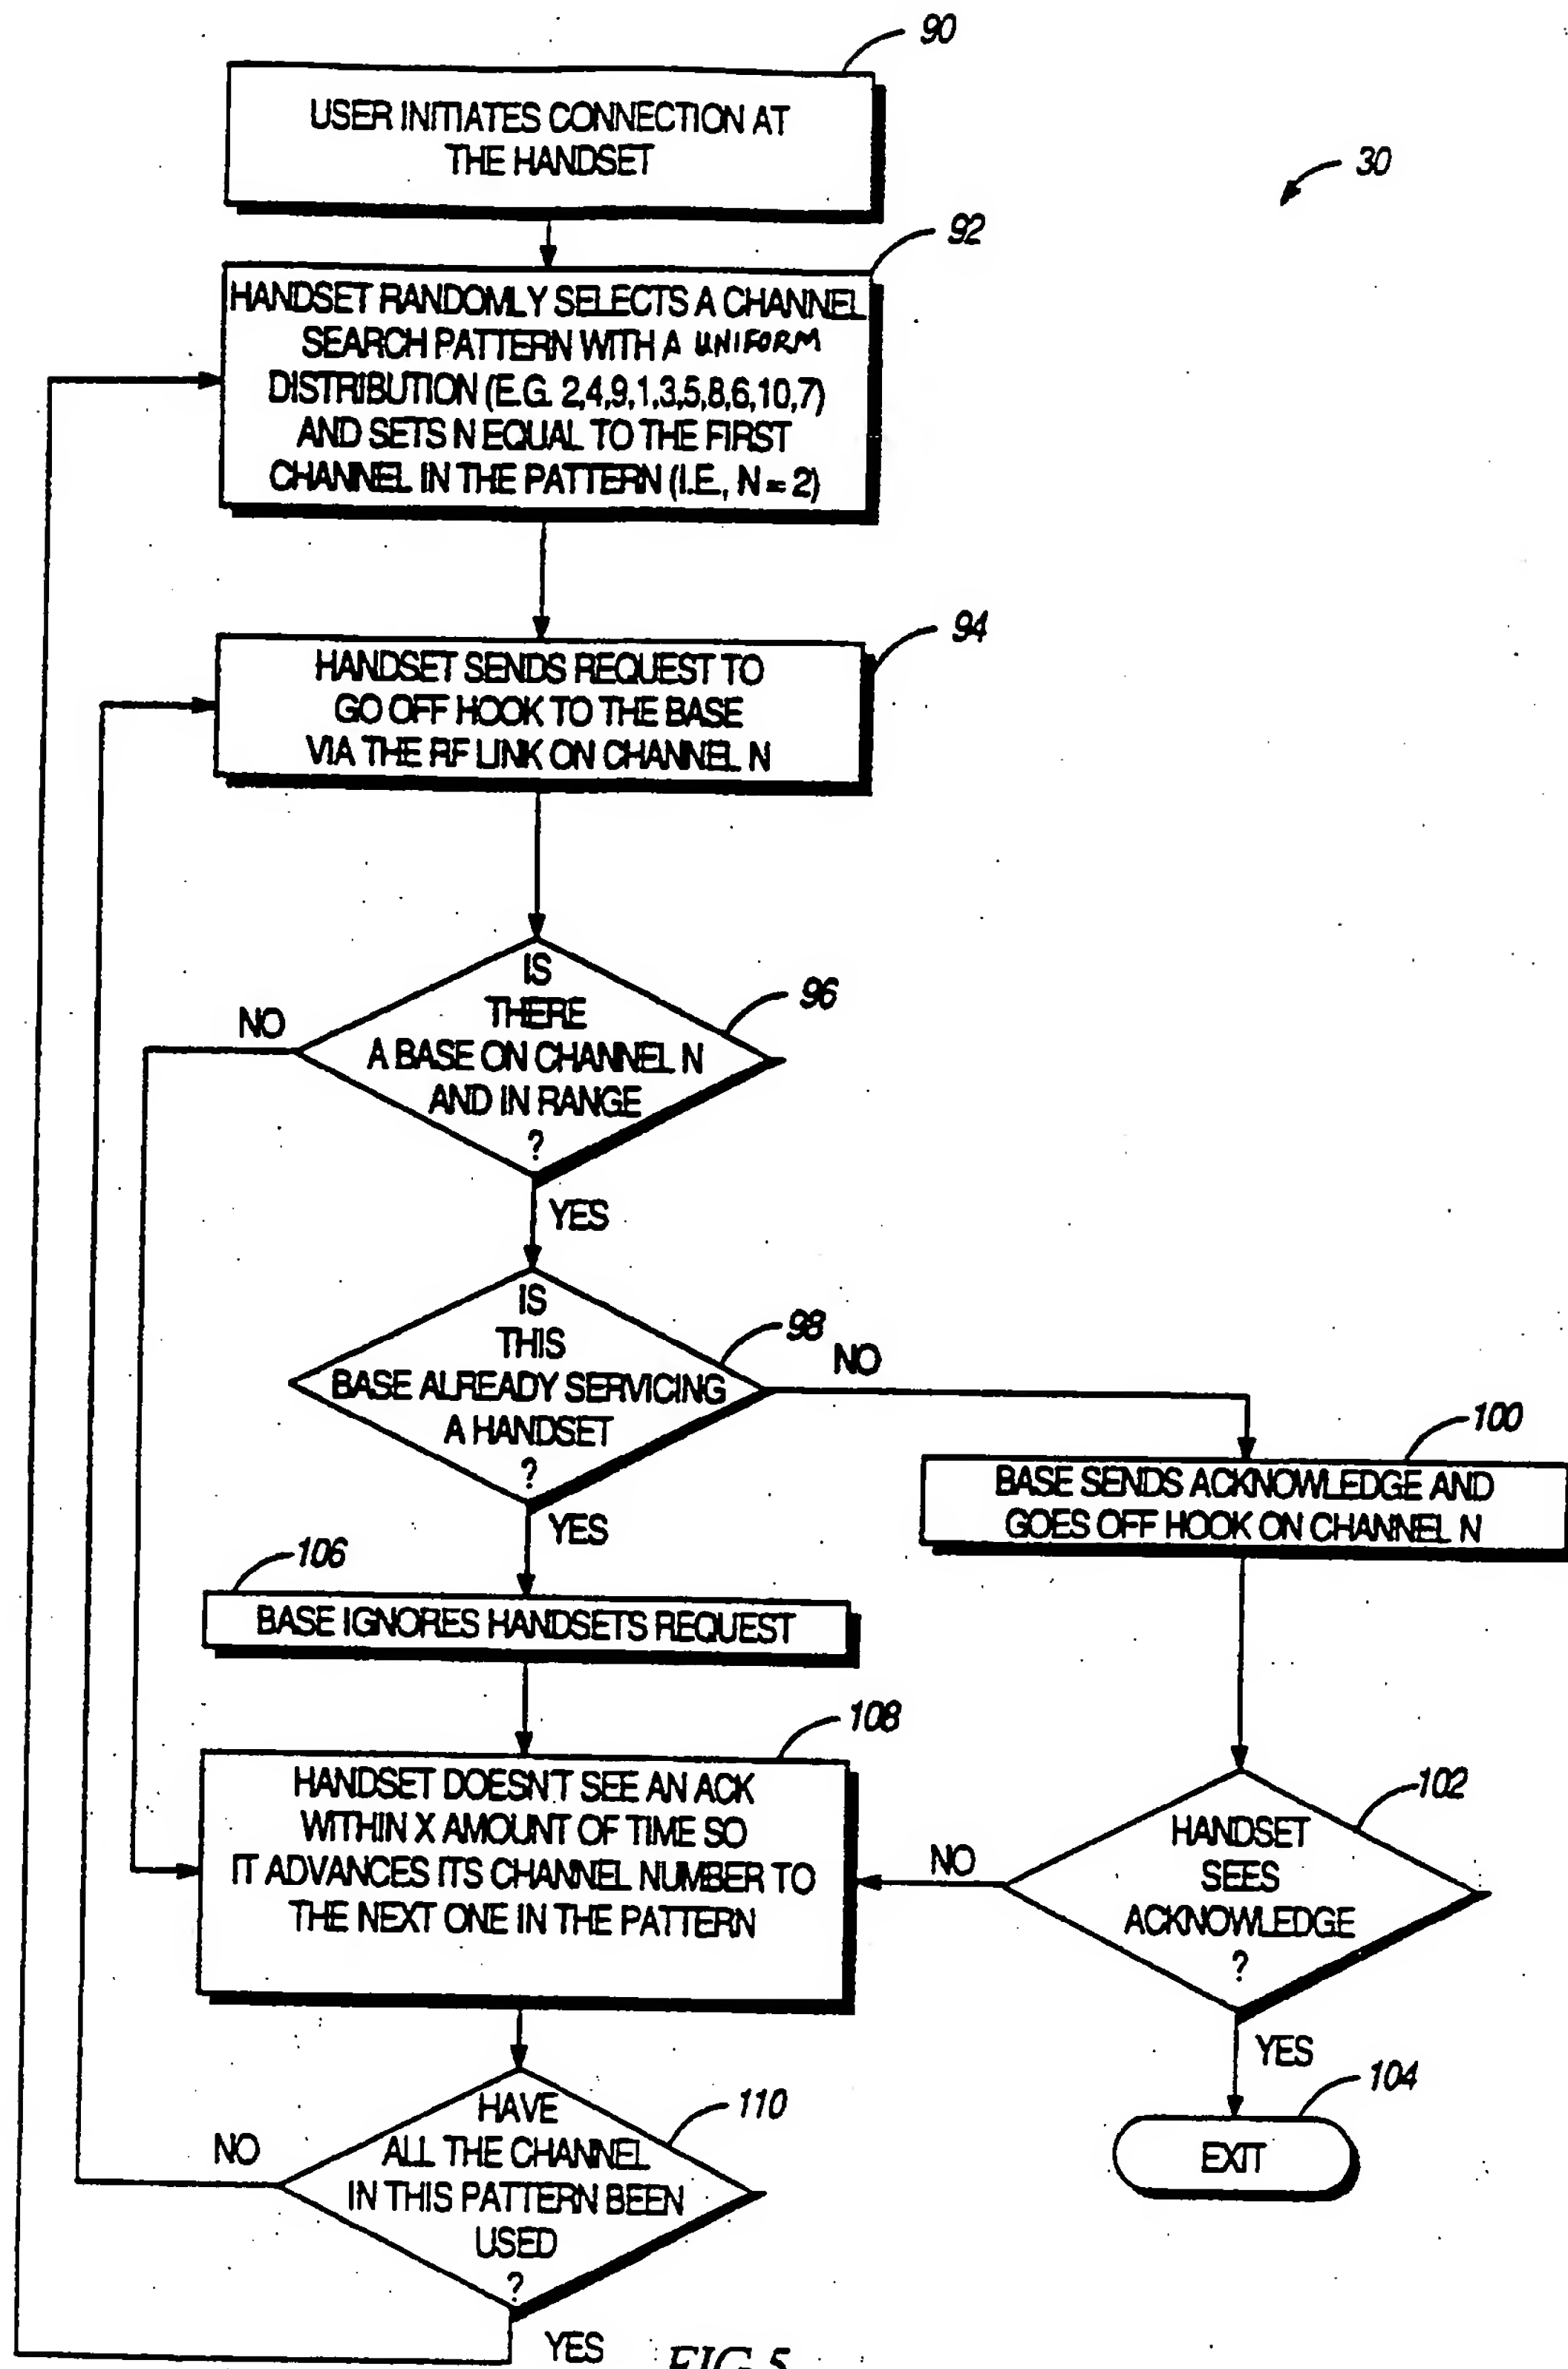 90
USER INITIATES CONNECTION AT
THE HANDSET
30
92
HANDSET RANDOMLY SELECTS A CHANNEL
SEARCH PATTERN WITH A UNIFORM
DISTRIBUTION (E.G. 2,4,9,1,3,5,8,6,10,7)
AND SETS N EQUAL TO THE FIRST
CHANNEL IN THE PATTERN (I.E., N = 2)
94
HANDSET SENDS REQUEST TO
GO OFF HOOK TO THE BASE
VIA THE RF LINK ON CHANNEL N
96
NO
IS
THERE
A BASE ON CHANNEL N
AND IN RANGE
?
YES
98
IS
THIS
BASE ALREADY SERVICING
A HANDSET
?
NO
YES
100
BASE SENDS ACKNOWLEDGE AND
GOES OFF HOOK ON CHANNEL N
106
BASE IGNORES HANDSETS REQUEST
108
HANDSET DOESN'T SEE AN ACK
WITHIN X AMOUNT OF TIME SO
IT ADVANCES ITS CHANNEL NUMBER TO
THE NEXT ONE IN THE PATTERN
102
NO
HANDSET
SEES
ACKNOWLEDGE
?
YES
104
EXIT
110
NO
HAVE
ALL THE CHANNEL
IN THIS PATTERN BEEN
USED
?
YES
FIG.5